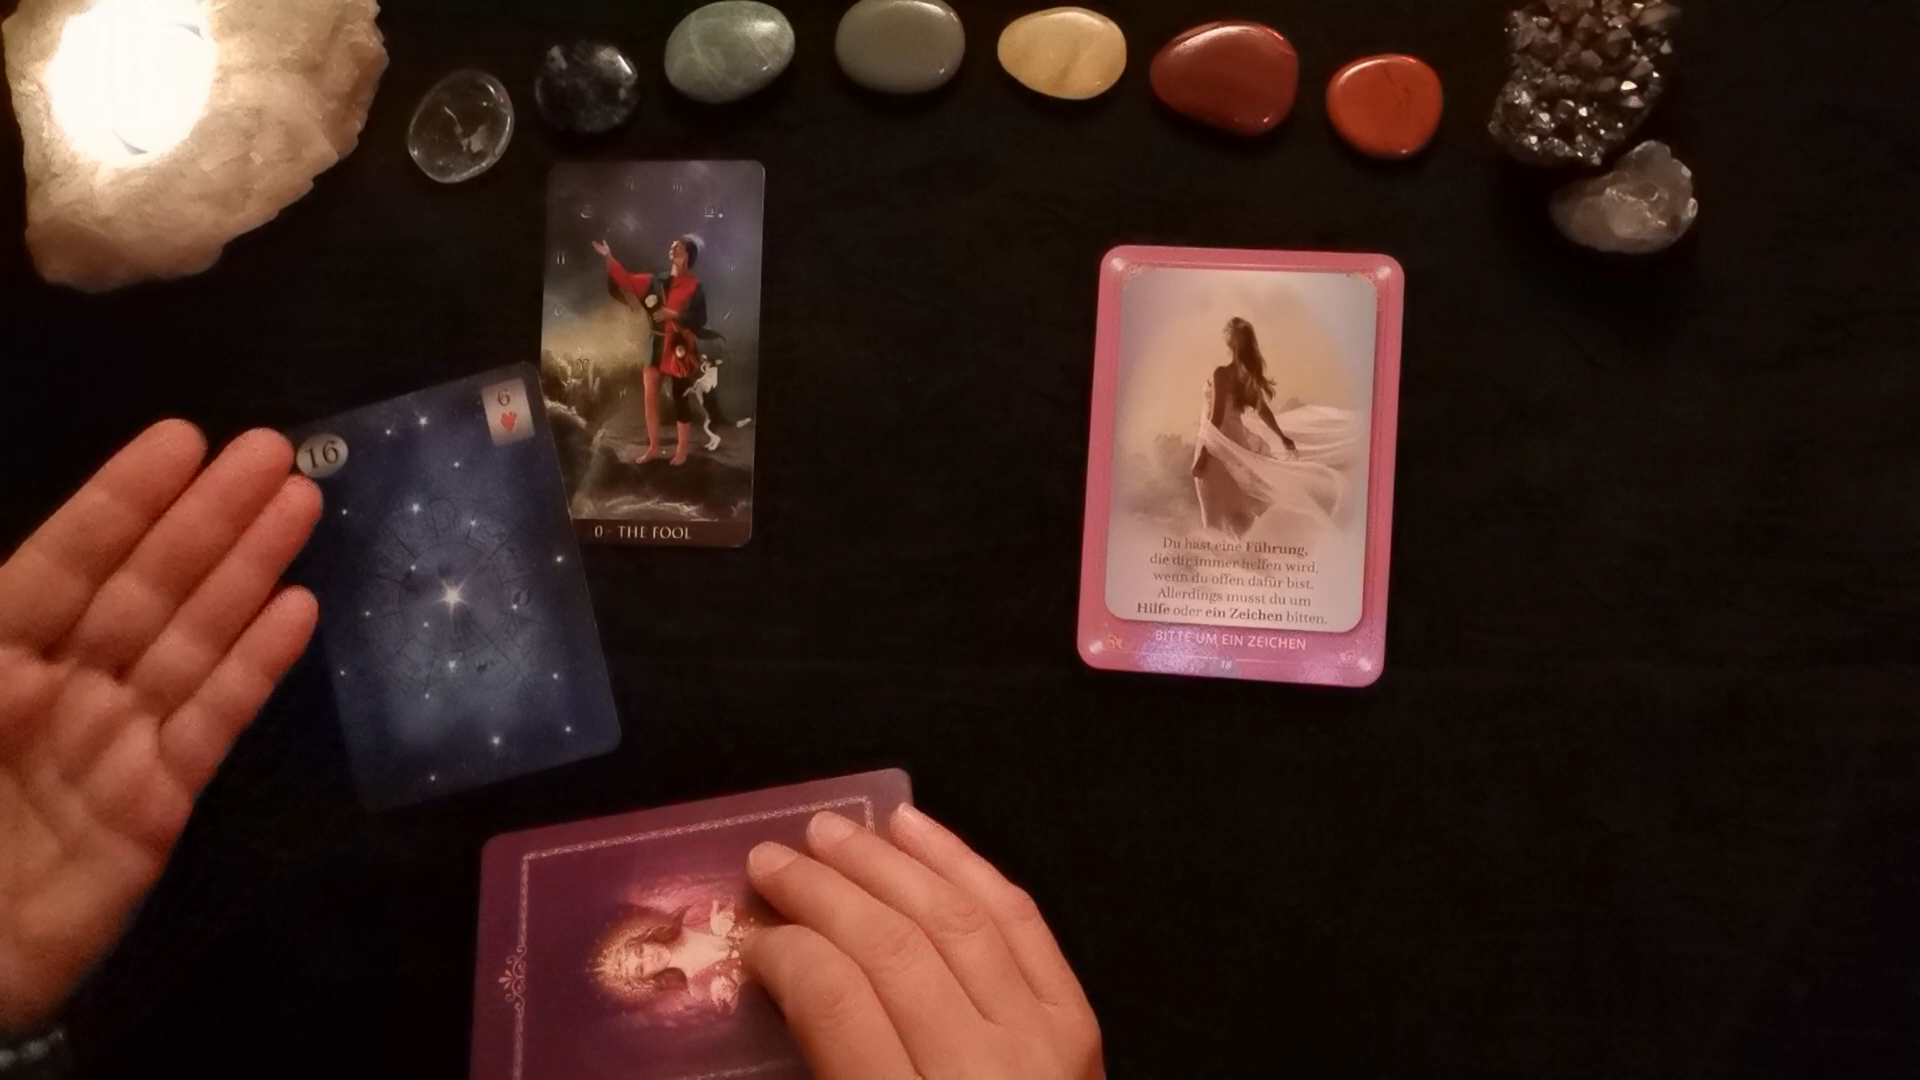 6
16
0 - THE FOOL
Du hast eine Führung,
die dir immer helfen wird,
wenn du offen dafür bist.
Allerdings musst du um
Hilfe oder ein Zeichen bitten.
BITTE UM EIN ZEICHEN
18